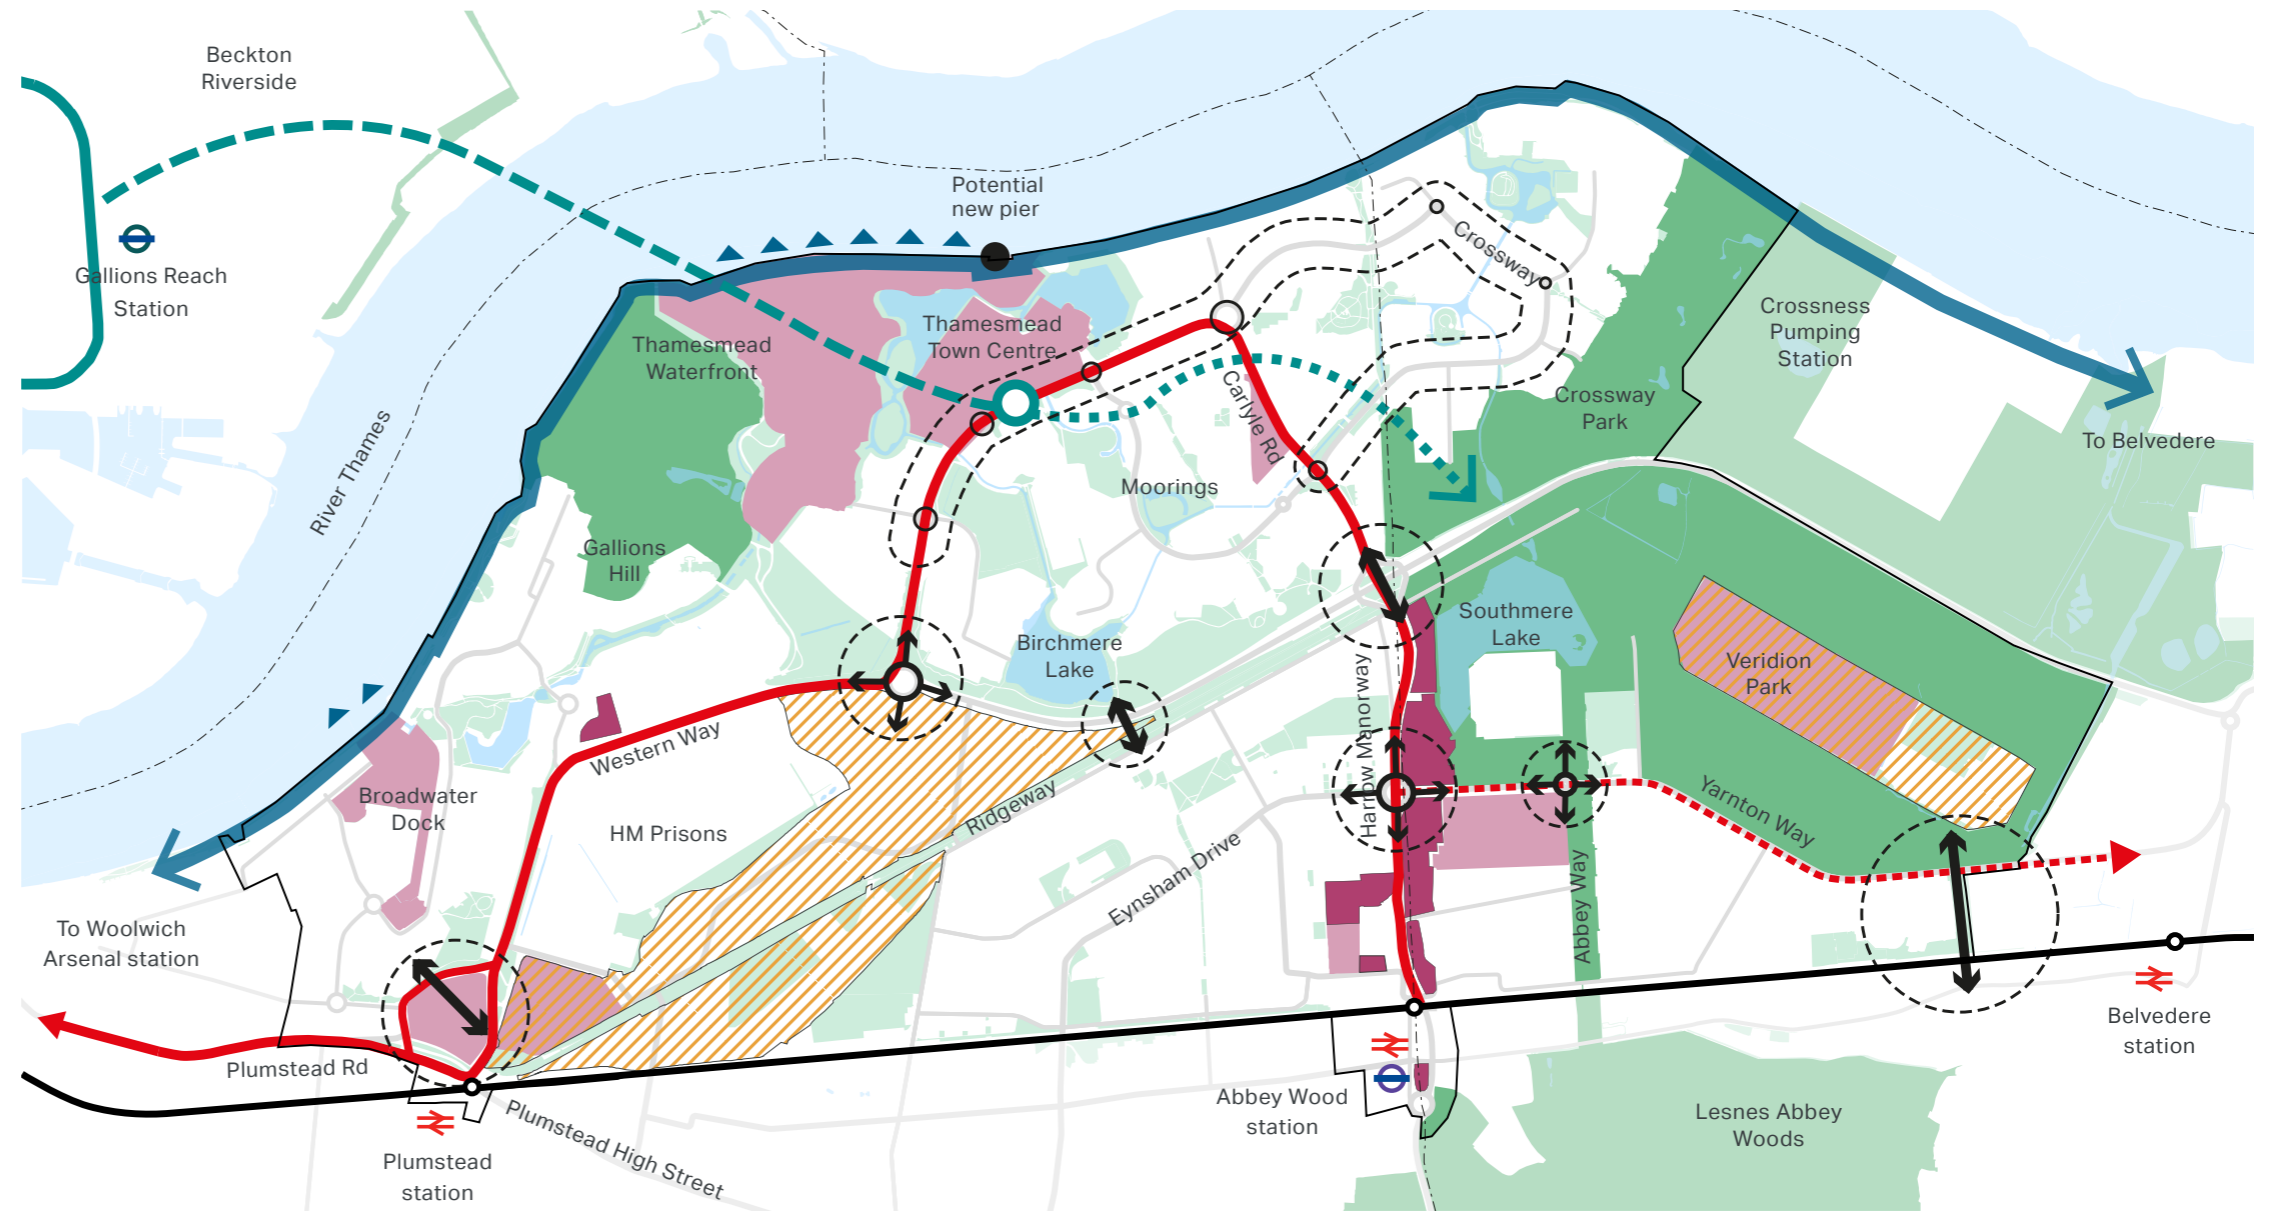 Beckton
Riverside
Potential
new pier
Gallions Reach
Station
Crossway
Thamesmead
Waterfront
Thamesmead
Town Centre
Crossness
Pumping
Station
River Thames
Carlyle Rd
Crossway
Park
To Belvedere
Moorings
Gallions
Hill
Birchmere
Lake
Southmere
Lake
Veridion
Park
Harrow Manorway
Western Way
Broadwater
Dock
HM Prisons
Ridgeway
Yarnton Way
Eynsham Drive
Abbey Way
To Woolwich
Arsenal station
Plumstead Rd
Plumstead High Street
Plumstead
station
Abbey Wood
station
Lesnes Abbey
Woods
Belvedere
station